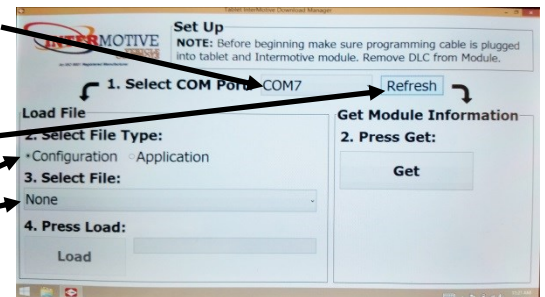 Tablet InterMotive Download Manager
Set Up
INTERMOTIVE
NOTE: Before beginning make sure programming cable is plugged
into tablet and Intermotive module. Remove DLC from Module.
1. Select COM Port COM7 Refresh
Load File
Get Module Information
2. Select File Type:
2. Press Get:
Configuration Application
Get
3. Select File:
None
4. Press Load:
Load